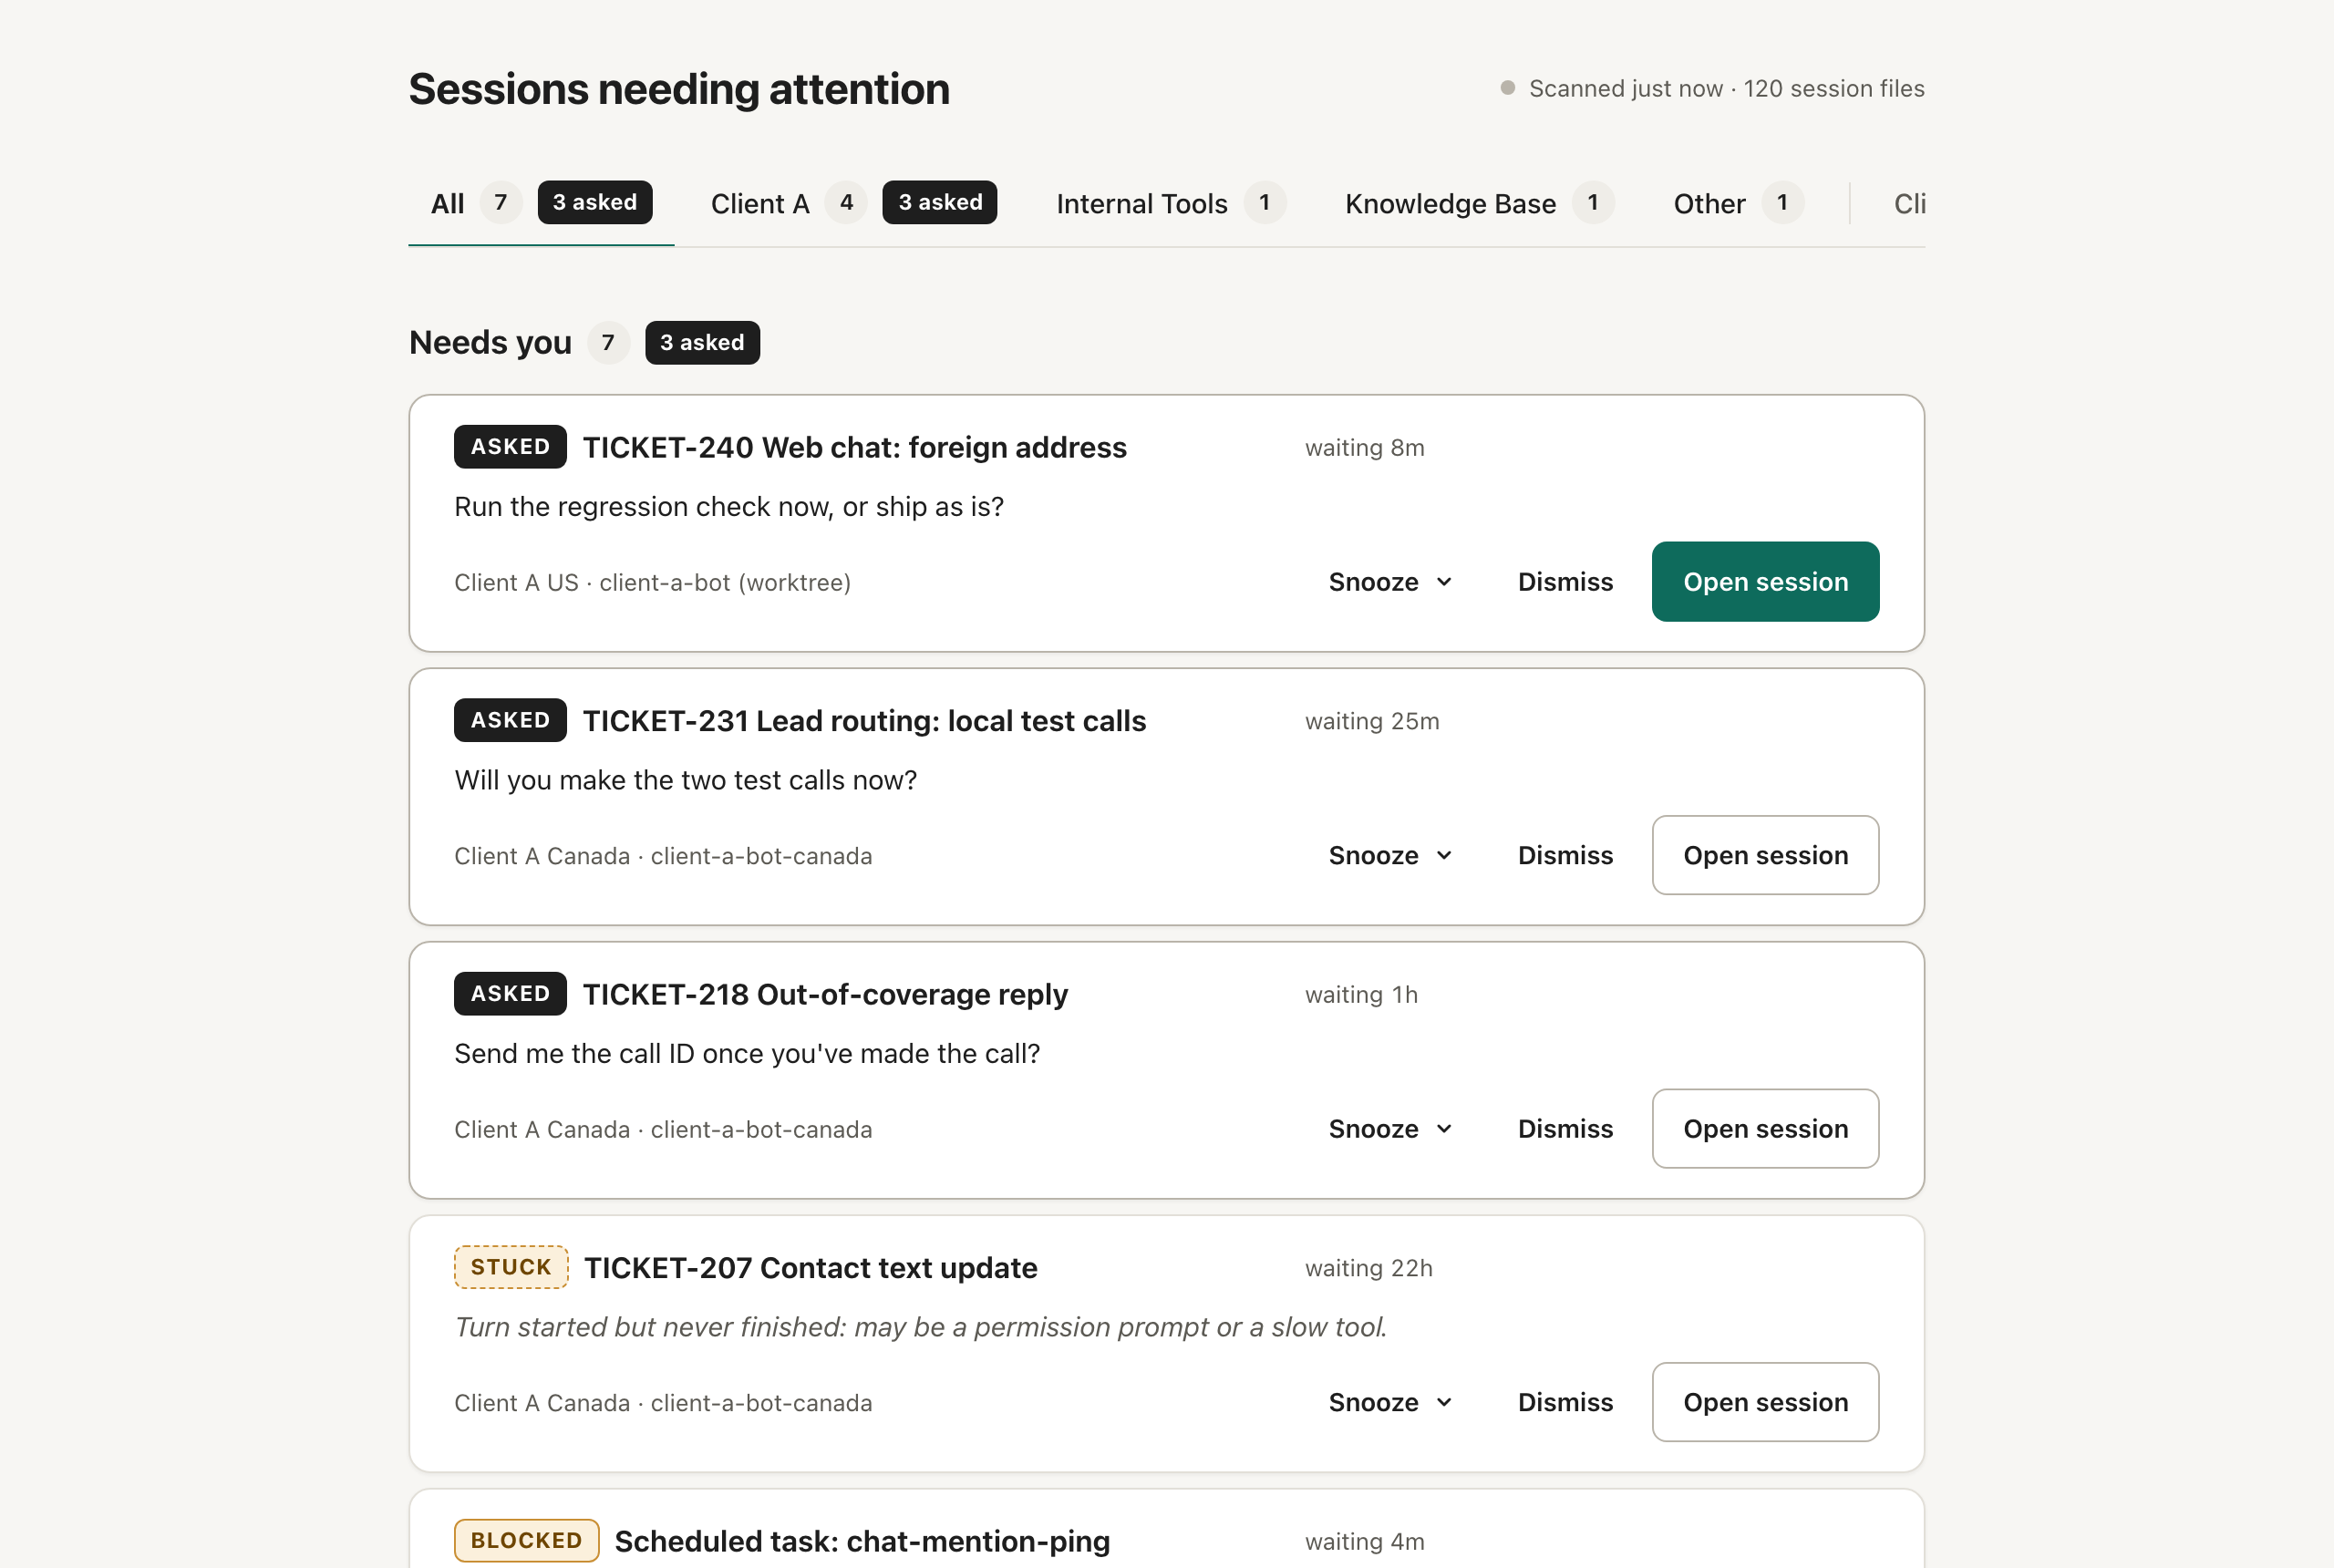 Sessions needing attention
Scanned just now · 120 session files
All 7 3 asked Client A 4 3 asked Internal Tools 1 Knowledge Base 1 Other 1 Cli
Needs you 7 3 asked
ASKED TICKET-240 Web chat: foreign address waiting 8m
Run the regression check now, or ship as is?
Client A US · client-a-bot (worktree) Snooze Dismiss Open session
ASKED TICKET-231 Lead routing: local test calls waiting 25m
Will you make the two test calls now?
Client A Canada · client-a-bot-canada Snooze Dismiss Open session
ASKED TICKET-218 Out-of-coverage reply waiting 1h
Send me the call ID once you've made the call?
Client A Canada · client-a-bot-canada Snooze Dismiss Open session
STUCK TICKET-207 Contact text update waiting 22h
Turn started but never finished: may be a permission prompt or a slow tool.
Client A Canada · client-a-bot-canada Snooze Dismiss Open session
BLOCKED Scheduled task: chat-mention-ping waiting 4m